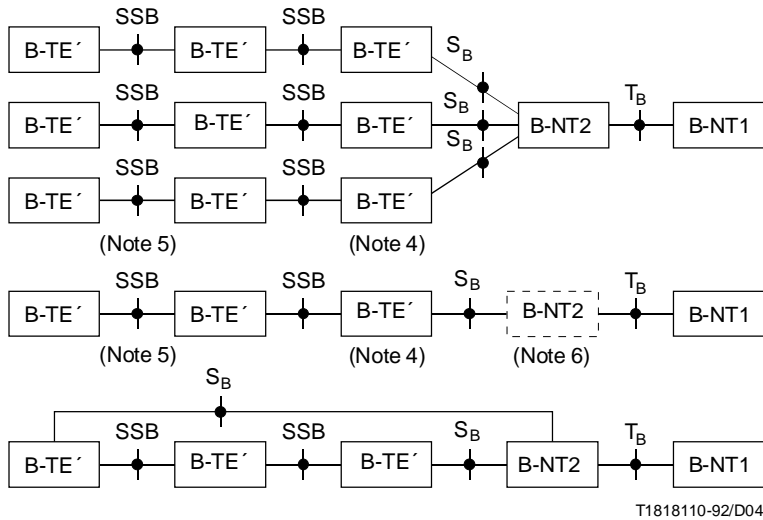 SSB SSB S_B
B-TE´ B-TE´ B-TE´
SSB SSB S_B T_B
B-TE´ B-TE´ B-TE´ B-NT2 B-NT1
SSB SSB S_B
B-TE´ B-TE´ B-TE´
(Note 5) (Note 4)
SSB SSB S_B T_B
B-TE´ B-TE´ B-TE´ B-NT2 B-NT1
(Note 5) (Note 4) (Note 6)
S_B
SSB SSB S_B T_B
B-TE´ B-TE´ B-TE´ B-NT2 B-NT1
T1818110-92/D04